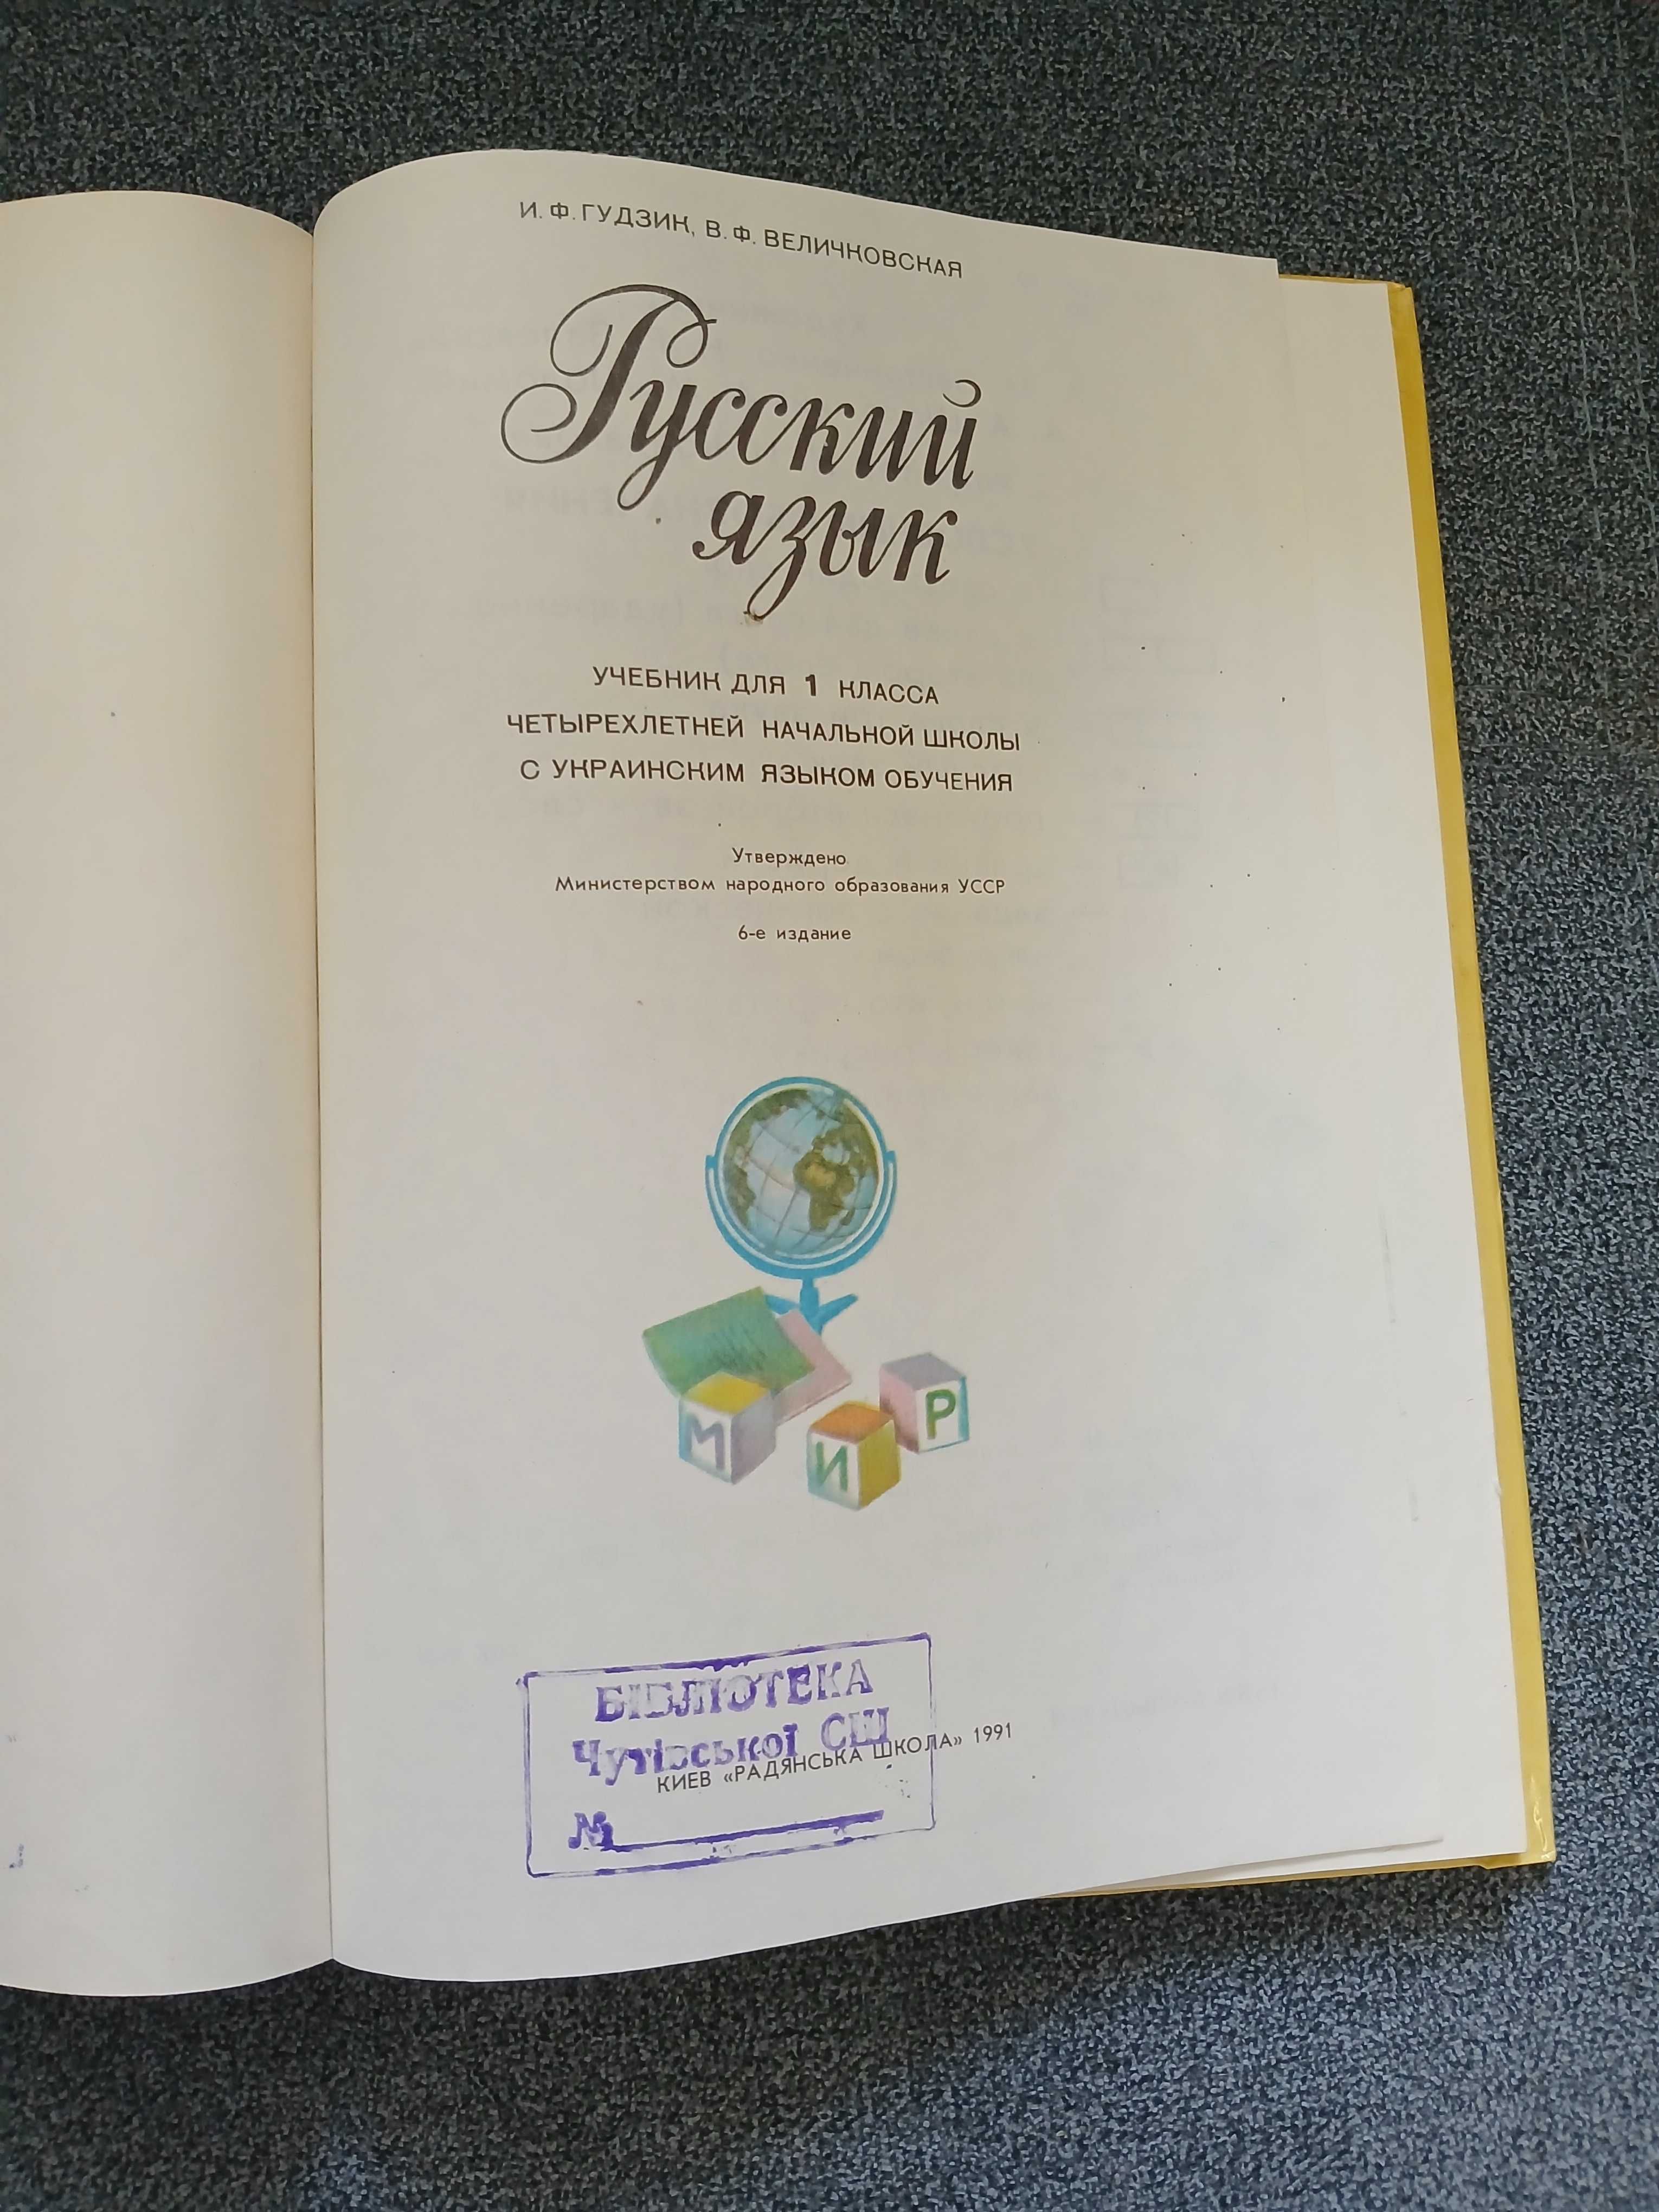 И. Ф. ГУДЗИК, В. Ф. ВЕЛИЧКОВСКАЯ
Русский
язык
УЧЕБНИК ДЛЯ 1 КЛАССА
ЧЕТЫРЕХЛЕТНЕЙ НАЧАЛЬНОЙ ШКОЛЫ
С УКРАИНСКИМ ЯЗЫКОМ ОБУЧЕНИЯ
Утверждено
Министерством народного образования УССР
6-е издание
М И Р
БІБЛІОТЕКА
Чутівської СШ
КИЕВ «РАДЯНСЬКА ШКОЛА» 1991
№